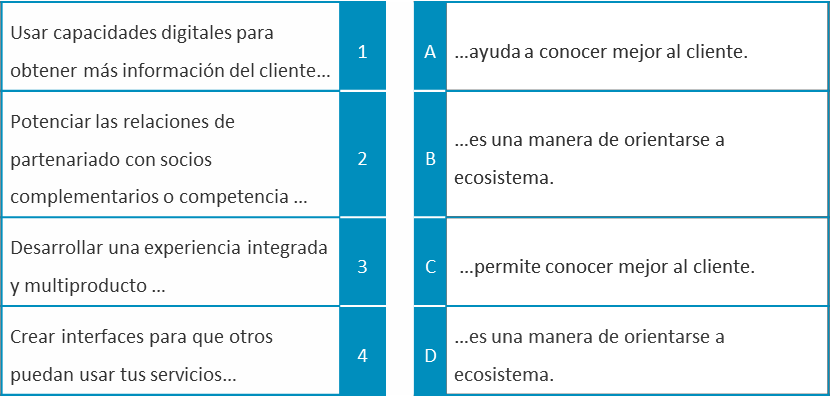 Usar capacidades digitales para
obtener más información del cliente...
1
A
...ayuda a conocer mejor al cliente.
Potenciar las relaciones de
partenariado con socios
complementarios o competencia ...
2
B
...es una manera de orientarse a
ecosistema.
Desarrollar una experiencia integrada
y multiproducto ...
3
C
...permite conocer mejor al cliente.
Crear interfaces para que otros
puedan usar tus servicios...
4
D
...es una manera de orientarse a
ecosistema.